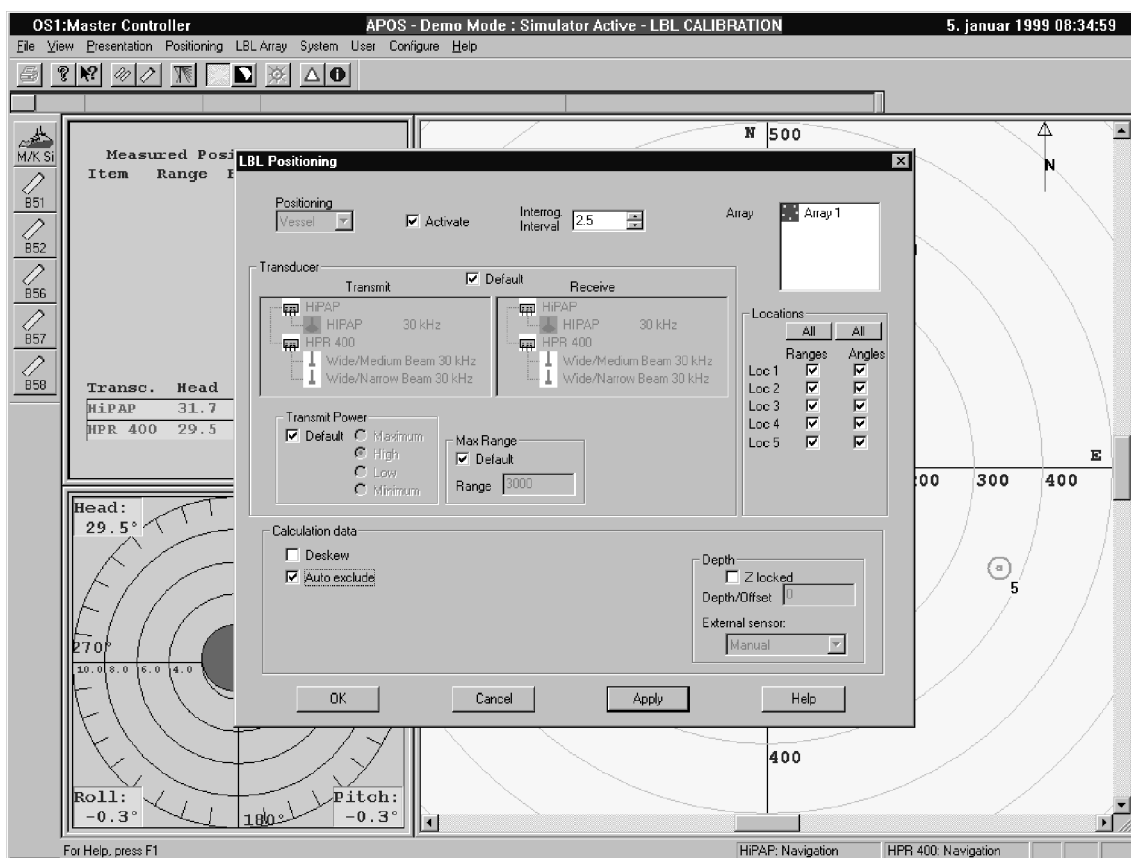 OS1:Master Controller APOS - Demo Mode : Simulator Active - LBL CALIBRATION 5. januar 1999 08:34:59
File View Presentation Positioning LBL Array System User Configure Help
M/K Si
B51
B52
B56
B57
B58
Measured Posi
Item Range
Transc. Head
HiPAP 31.7
HPR 400 29.5
Head:
29.5°
270°
10.0 8.0 6.0 4.0
Roll:
-0.3°
180°
Pitch:
-0.3°
N 500
N
E
:00 300 400
5
400
LBL Positioning
Positioning
Vessel
Activate
Interrog.
Interval 2.5
Array Array 1
Transducer
Default
Transmit Receive
HiPAP HiPAP
HIPAP 30 kHz HIPAP 30 kHz
HPR 400 HPR 400
Wide/Medium Beam 30 kHz Wide/Medium Beam 30 kHz
Wide/Narrow Beam 30 kHz Wide/Narrow Beam 30 kHz
Transmit Power
Default Maximum
High
Low
Minimum
Max Range
Default
Range 3000
Locations
All All
Ranges Angles
Loc 1
Loc 2
Loc 3
Loc 4
Loc 5
Calculation data
Deskew
Auto exclude
Depth
Z locked
Depth/Offset 0
External sensor:
Manual
OK Cancel Apply Help
For Help, press F1 HiPAP: Navigation HPR 400: Navigation